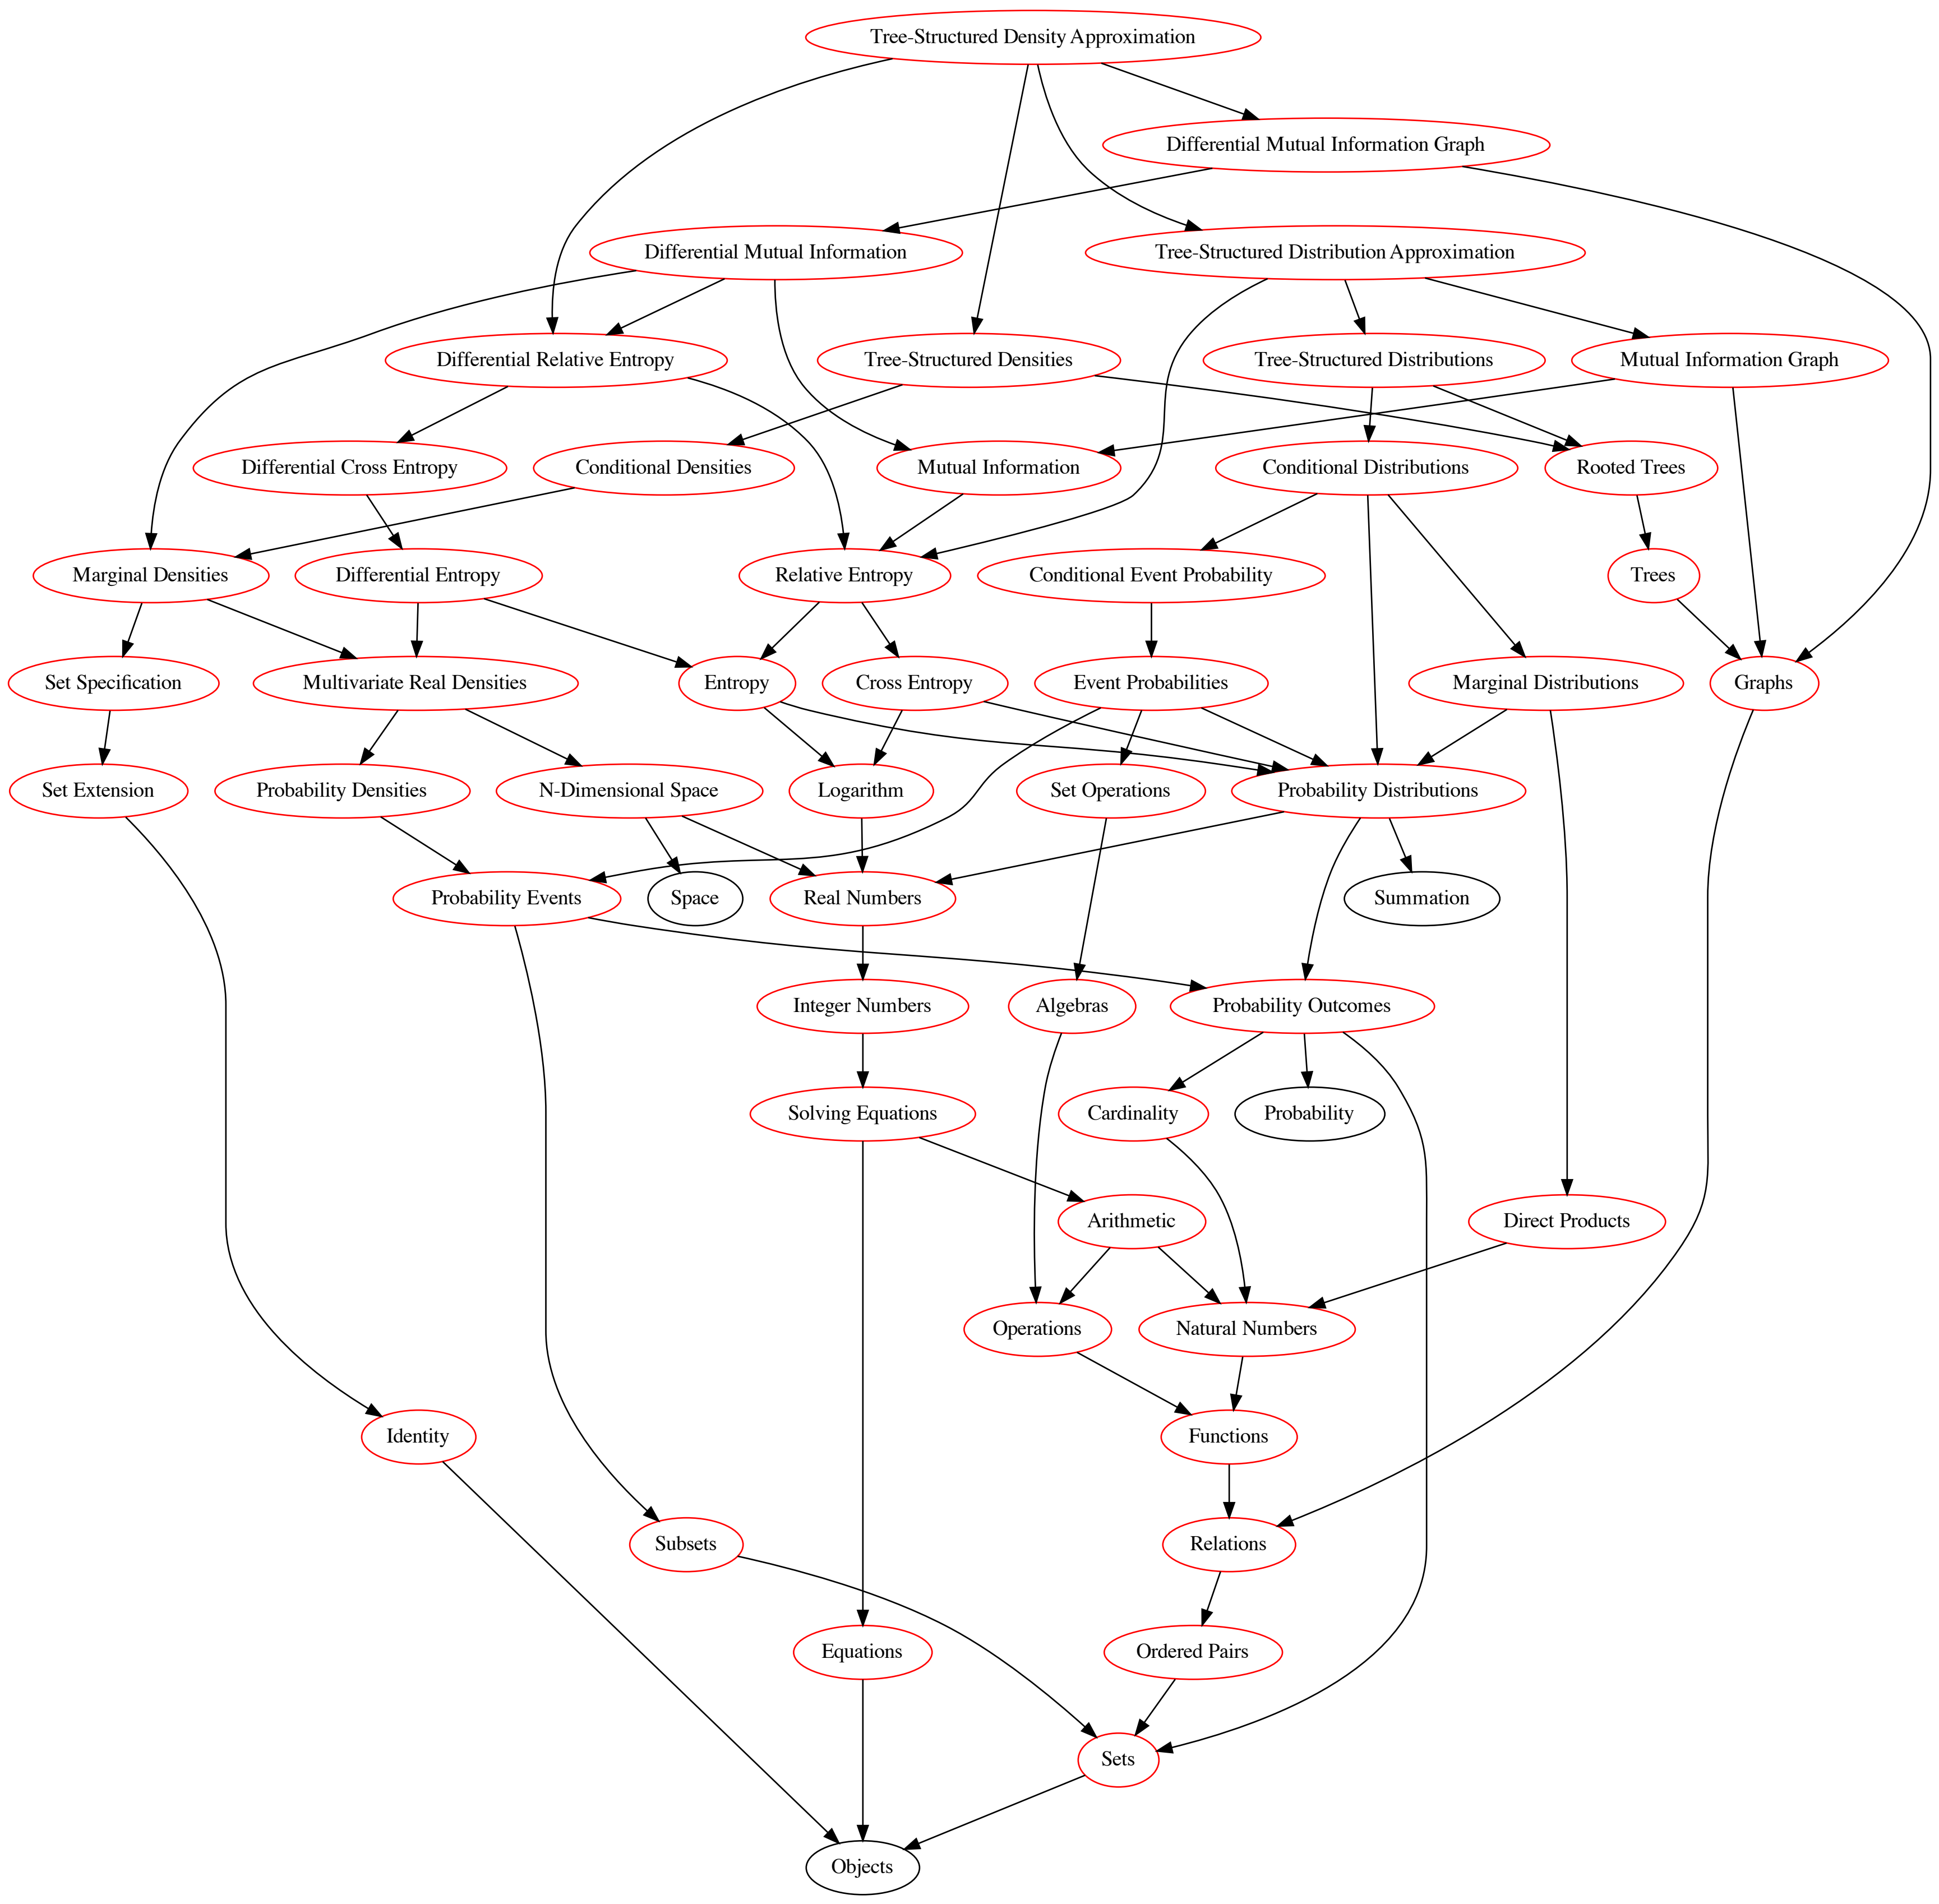 Tree-Structured Density Approximation
Differential Mutual Information Graph
Differential Mutual Information
Tree-Structured Distribution Approximation
Differential Relative Entropy
Tree-Structured Densities
Tree-Structured Distributions
Mutual Information Graph
Differential Cross Entropy
Conditional Densities
Mutual Information
Conditional Distributions
Rooted Trees
Marginal Densities
Differential Entropy
Relative Entropy
Conditional Event Probability
Trees
Set Specification
Multivariate Real Densities
Entropy
Cross Entropy
Event Probabilities
Marginal Distributions
Graphs
Set Extension
Probability Densities
N-Dimensional Space
Logarithm
Set Operations
Probability Distributions
Probability Events
Space
Real Numbers
Summation
Integer Numbers
Algebras
Probability Outcomes
Solving Equations
Cardinality
Probability
Arithmetic
Direct Products
Operations
Natural Numbers
Identity
Functions
Subsets
Relations
Equations
Ordered Pairs
Sets
Objects